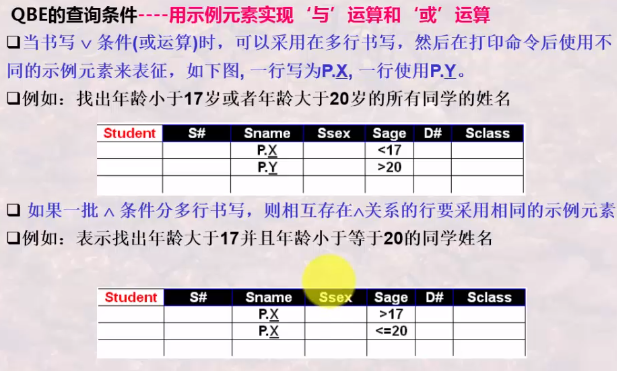 QBE的查询条件----用示例元素实现‘与’运算和‘或’运算
❑当书写∨条件(或运算)时，可以采用在多行书写，然后在打印命令后使用不
同的示例元素来表征，如下图, 一行写为P.X, 一行使用P.Y。
❑例如：找出年龄小于17岁或者年龄大于20岁的所有同学的姓名
Student S# Sname Ssex Sage D# Sclass
P.X <17
P.Y >20
❑ 如果一批∧条件分多行书写，则相互存在∧关系的行要采用相同的示例元素
❑例如：表示找出年龄大于17并且年龄小于等于20的同学姓名
Student S# Sname Ssex Sage D# Sclass
P.X >17
P.X <=20